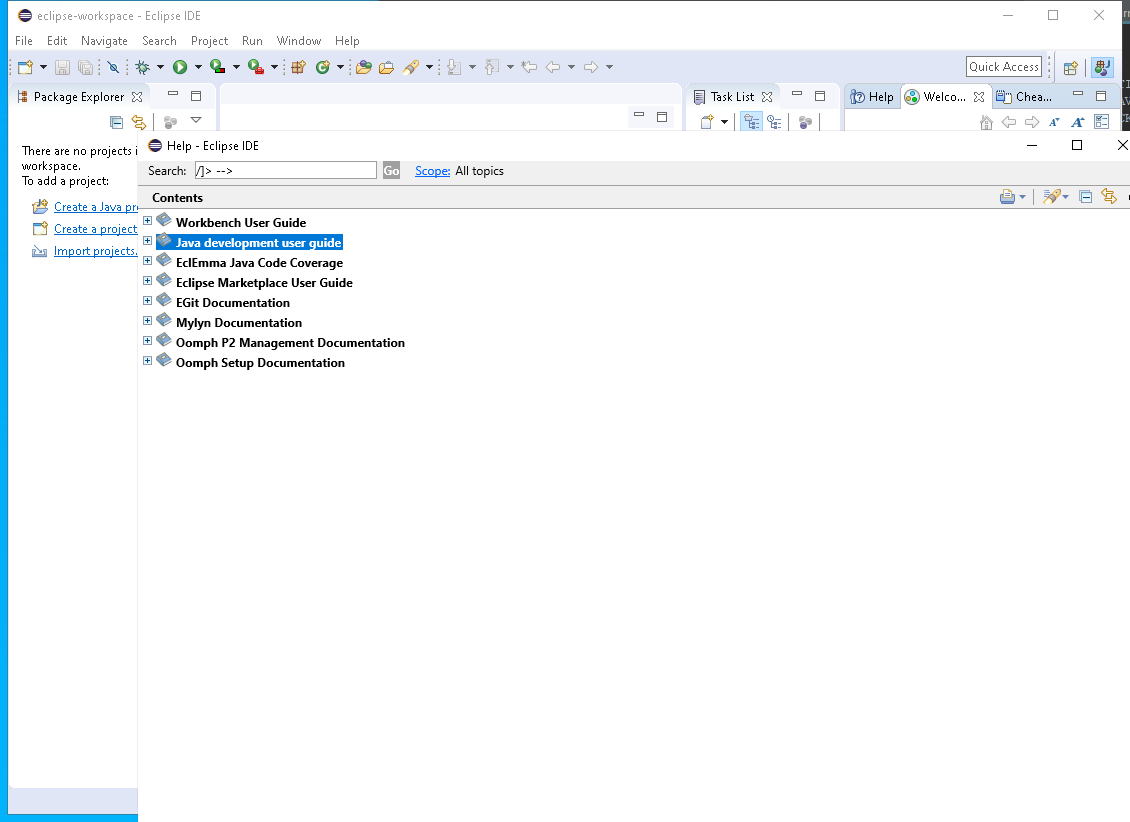 eclipse-workspace - Eclipse IDE
File Edit Navigate Search Project Run Window Help
Quick Access
Package Explorer
Task List
Help
Welco...
Chea...
There are no projects i
workspace.
To add a project:
Create a Java pr
Create a project
Import projects.
Help - Eclipse IDE
Search: /]> --> Go Scope: All topics
Contents
Workbench User Guide
Java development user guide
EclEmma Java Code Coverage
Eclipse Marketplace User Guide
EGit Documentation
Mylyn Documentation
Oomph P2 Management Documentation
Oomph Setup Documentation